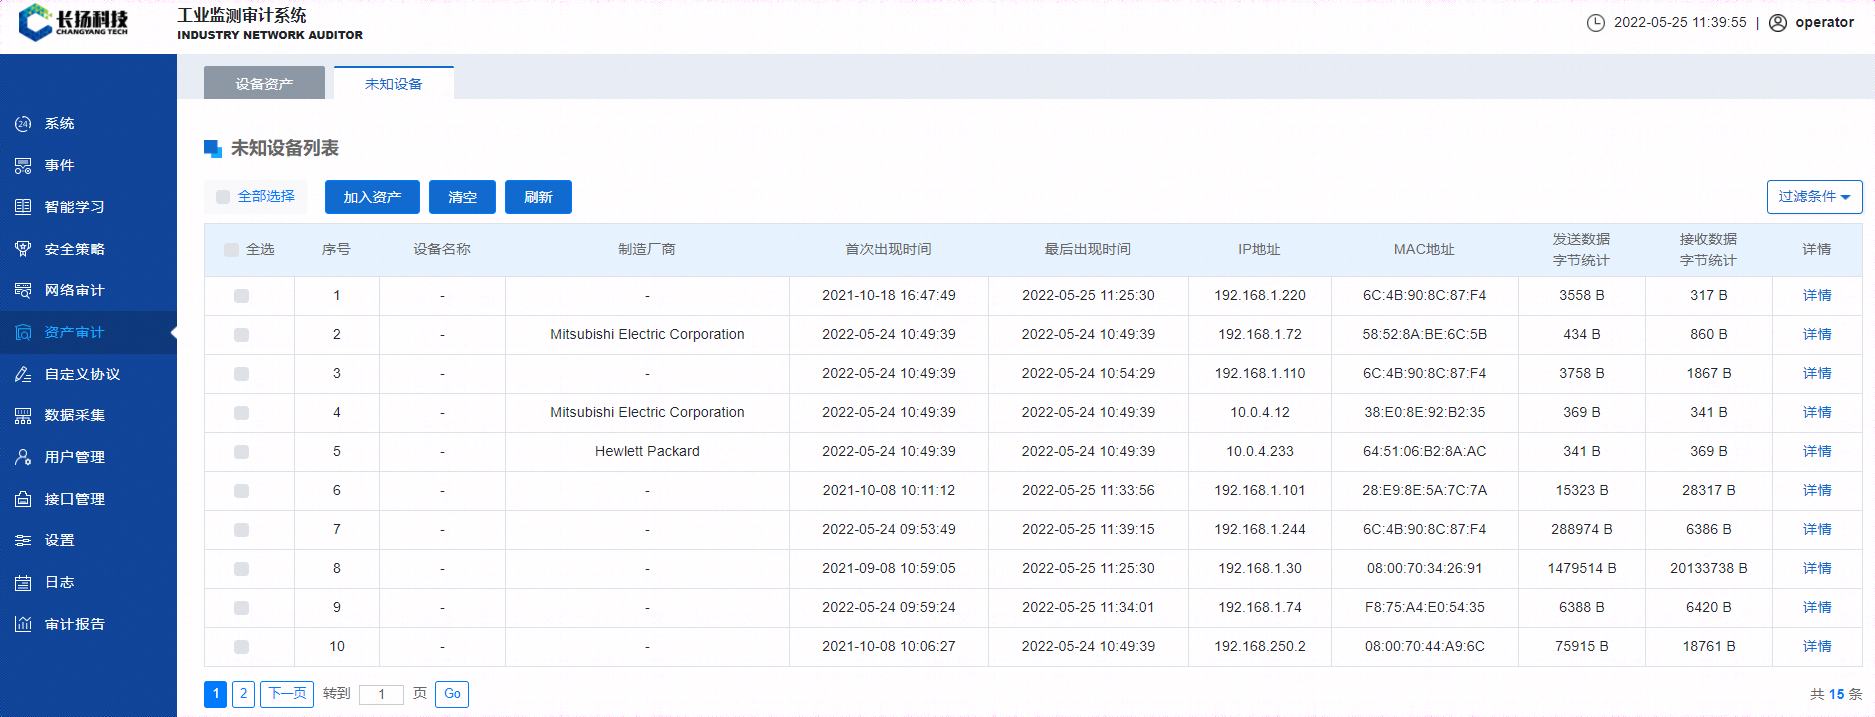 长扬科技
CHANGYANG TECH
工业监测审计系统
INDUSTRY NETWORK AUDITOR
2022-05-25 11:39:55 | operator
设备资产 未知设备
24 系统
事件
智能学习
安全策略
网络审计
资产审计
自定义协议
数据采集
用户管理
接口管理
设置
日志
审计报告
未知设备列表
全部选择 加入资产 清空 刷新 过滤条件
全选 序号 设备名称 制造厂商 首次出现时间 最后出现时间 IP地址 MAC地址 发送数据字节统计 接收数据字节统计 详情
1 - - 2021-10-18 16:47:49 2022-05-25 11:25:30 192.168.1.220 6C:4B:90:8C:87:F4 3558 B 317 B 详情
2 - Mitsubishi Electric Corporation 2022-05-24 10:49:39 2022-05-24 10:49:39 192.168.1.72 58:52:8A:BE:6C:5B 434 B 860 B 详情
3 - - 2022-05-24 10:49:39 2022-05-24 10:54:29 192.168.1.110 6C:4B:90:8C:87:F4 3758 B 1867 B 详情
4 - Mitsubishi Electric Corporation 2022-05-24 10:49:39 2022-05-24 10:49:39 10.0.4.12 38:E0:8E:92:B2:35 369 B 341 B 详情
5 - Hewlett Packard 2022-05-24 10:49:39 2022-05-24 10:49:39 10.0.4.233 64:51:06:B2:8A:AC 341 B 369 B 详情
6 - - 2021-10-08 10:11:12 2022-05-25 11:33:56 192.168.1.101 28:E9:8E:5A:7C:7A 15323 B 28317 B 详情
7 - - 2022-05-24 09:53:49 2022-05-25 11:39:15 192.168.1.244 6C:4B:90:8C:87:F4 288974 B 6386 B 详情
8 - - 2021-09-08 10:59:05 2022-05-25 11:25:30 192.168.1.30 08:00:70:34:26:91 1479514 B 20133738 B 详情
9 - - 2022-05-24 09:59:24 2022-05-25 11:34:01 192.168.1.74 F8:75:A4:E0:54:35 6388 B 6420 B 详情
10 - - 2021-10-08 10:06:27 2022-05-24 10:49:39 192.168.250.2 08:00:70:44:A9:6C 75915 B 18761 B 详情
1 2 下一页 转到 1 页 Go 共 15 条